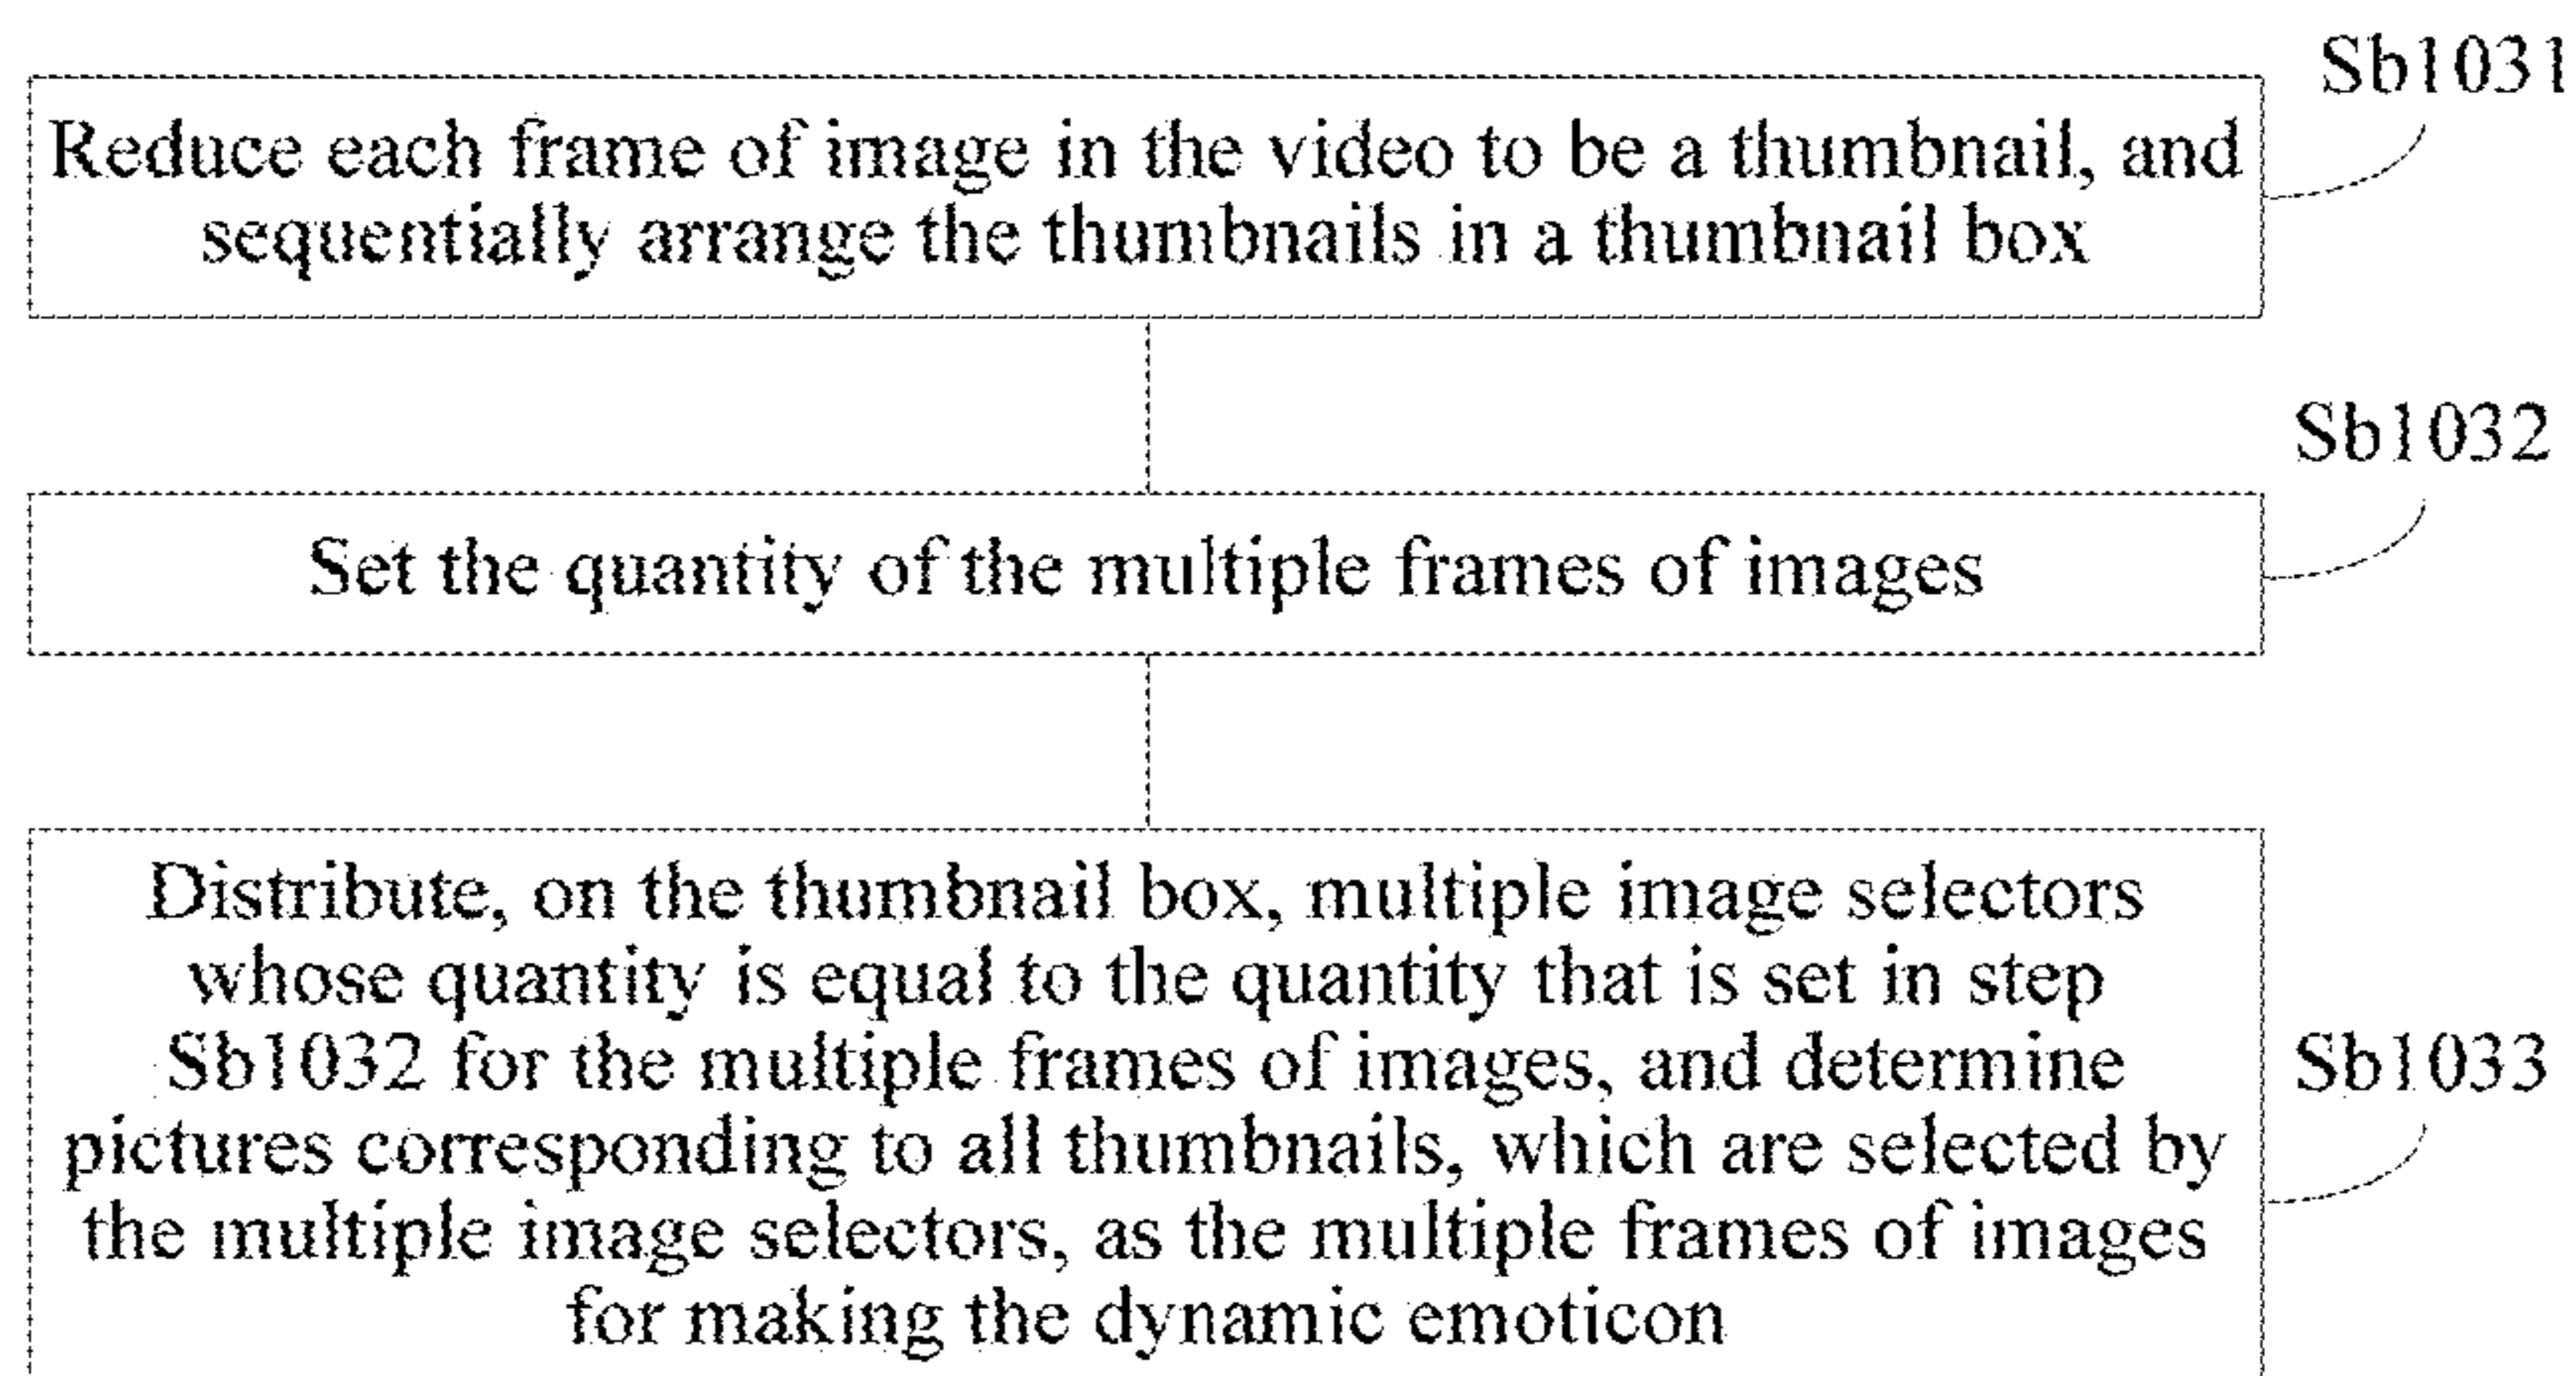 Sb1031
Reduce each frame of image in the video to be a thumbnail, and
sequentially arrange the thumbnails in a thumbnail box
Sb1032
Set the quantity of the multiple frames of images
Distribute, on the thumbnail box, multiple image selectors
whose quantity is equal to the quantity that is set in step
Sb1032 for the multiple frames of images, and determine
Sb1033
pictures corresponding to all thumbnails, which are selected by
the multiple image selectors, as the multiple frames of images
for making the dynamic emoticon